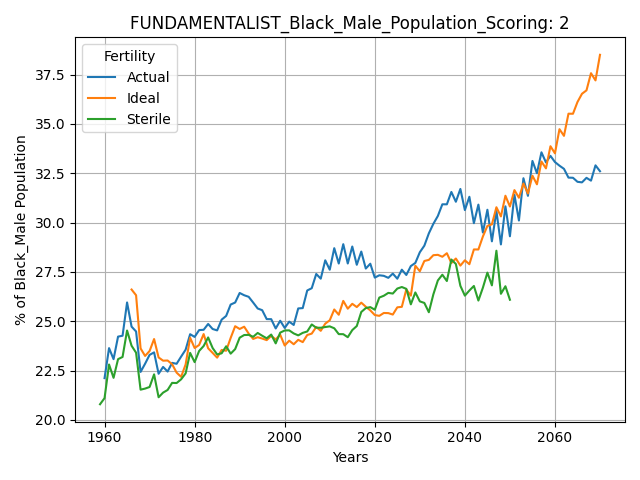 FUNDAMENTALIST_Black_Male_Population_Scoring: 2
Fertility
Actual
Ideal
Sterile
% of Black_Male Population
37.5
35.0
32.5
30.0
27.5
25.0
22.5
20.0
1960 1980 2000 2020 2040 2060
Years